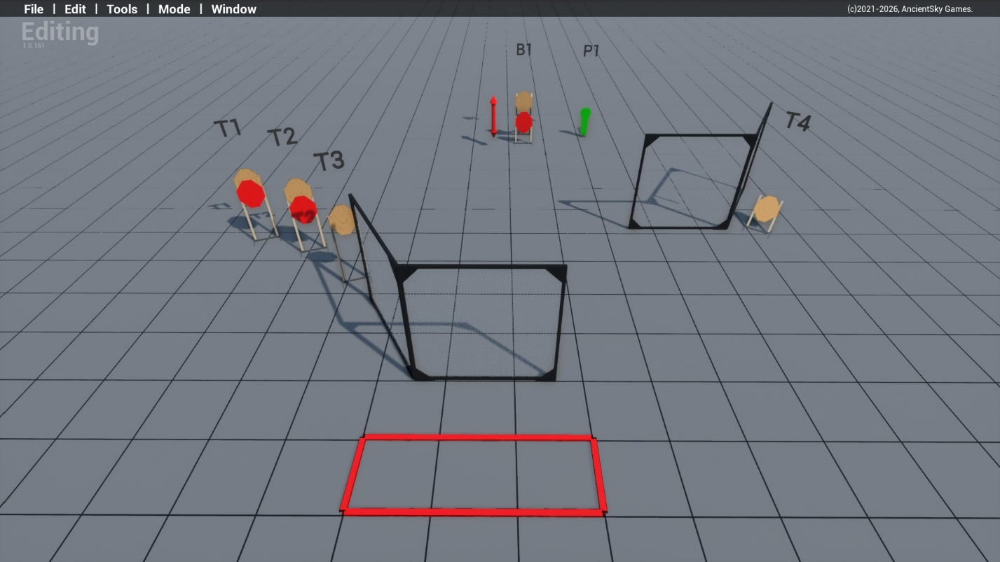 File | Edit | Tools | Mode | Window
(c)2021-2026, AncientSky Games.
Editing
1.0.151
B1
P1
T1
T2
T3
T4